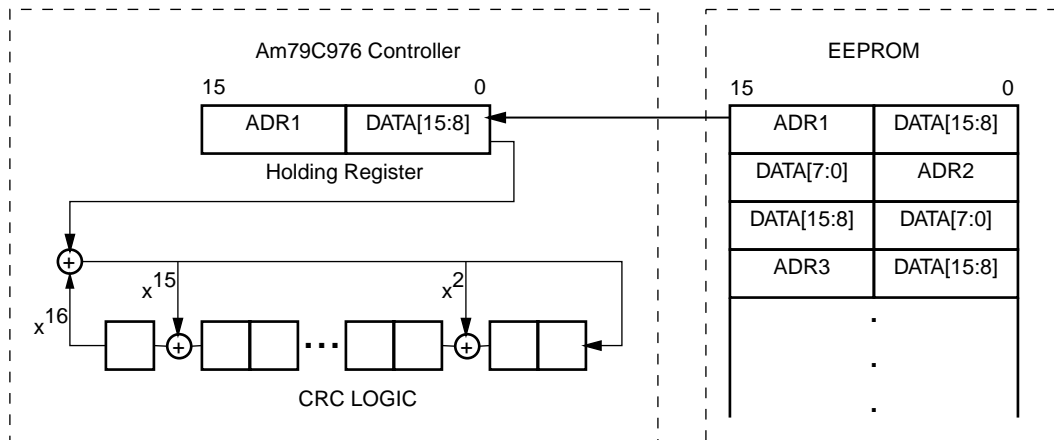 Am79C976 Controller
EEPROM
15 0
15 0
ADR1 DATA[15:8]
ADR1 DATA[15:8]
Holding Register
DATA[7:0] ADR2
DATA[15:8] DATA[7:0]
ADR3 DATA[15:8]
+
x15
x2
x16
+
+
...
CRC LOGIC